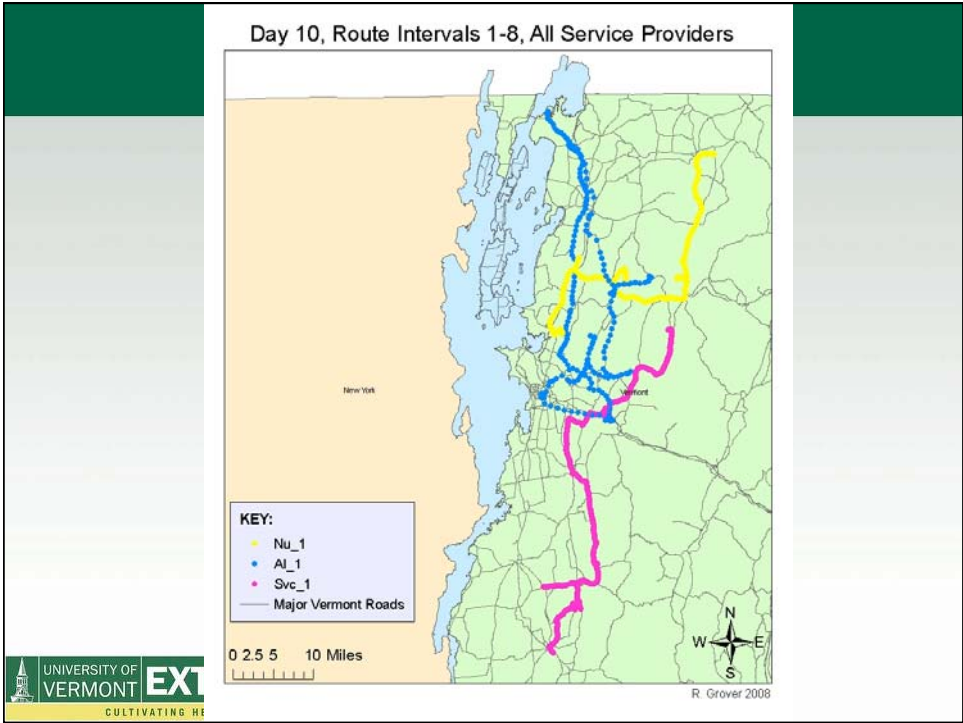 Day 10, Route Intervals 1-8, All Service Providers
New York
Vermont
KEY:
Nu_1
AI_1
Svc_1
Major Vermont Roads
N
W
E
S
0 2.5 5 10 Miles
R. Grover 2008
UNIVERSITY OF
VERMONT
EXT
CULTIVATING HE